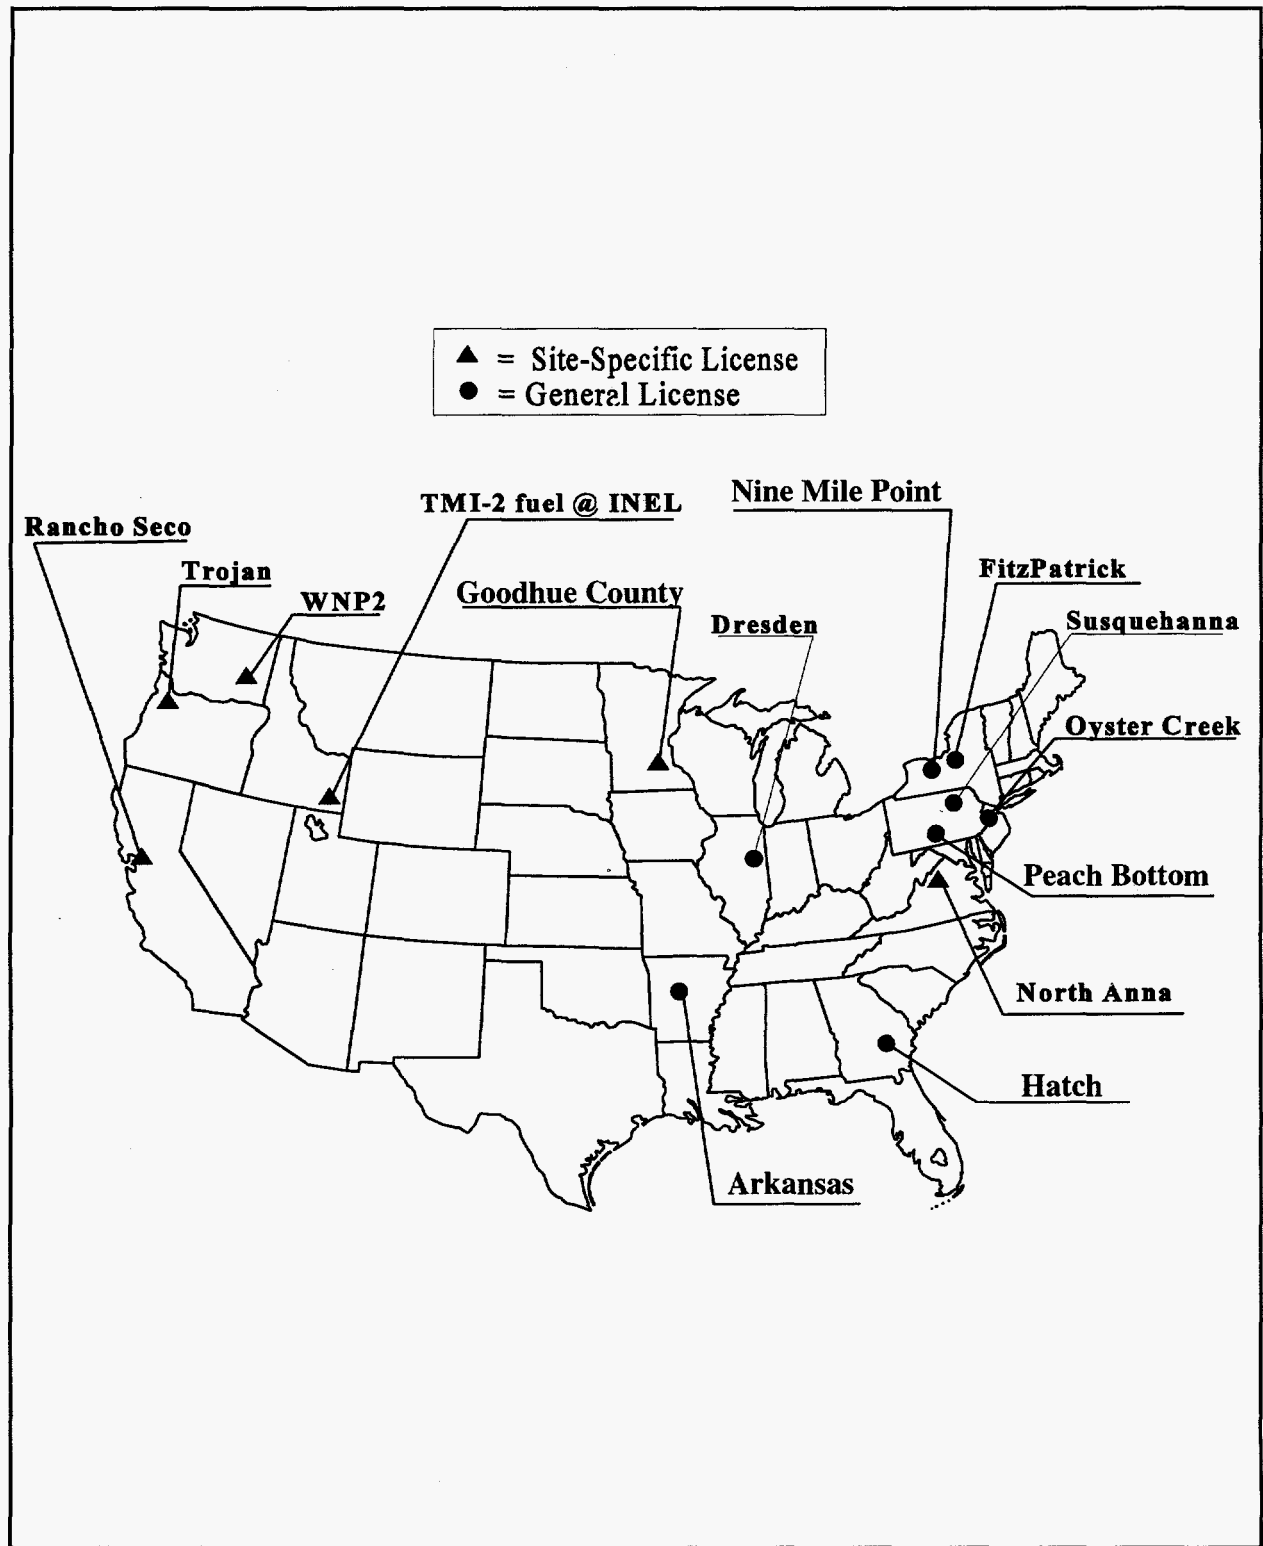 ▲ = Site-Specific License
● = General License
Nine Mile Point
TMI-2 fuel @ INEL
Rancho Seco
Trojan
FitzPatrick
WNP2
Goodhue County
Dresden
Susquehanna
Oyster Creek
Peach Bottom
North Anna
Hatch
Arkansas